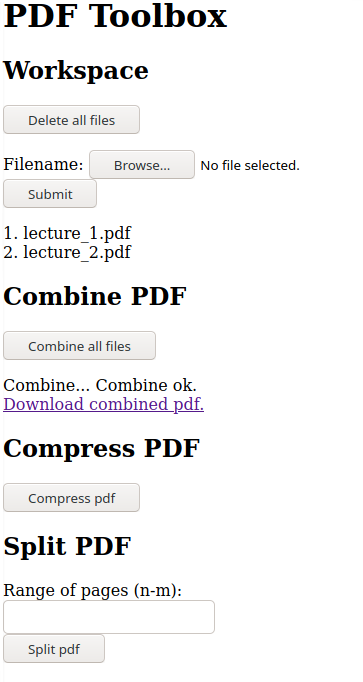 PDF Toolbox
Workspace
Delete all files
Filename: Browse... No file selected.
Submit
1. lecture_1.pdf
2. lecture_2.pdf
Combine PDF
Combine all files
Combine... Combine ok.
Download combined pdf.
Compress PDF
Compress pdf
Split PDF
Range of pages (n-m):
Split pdf